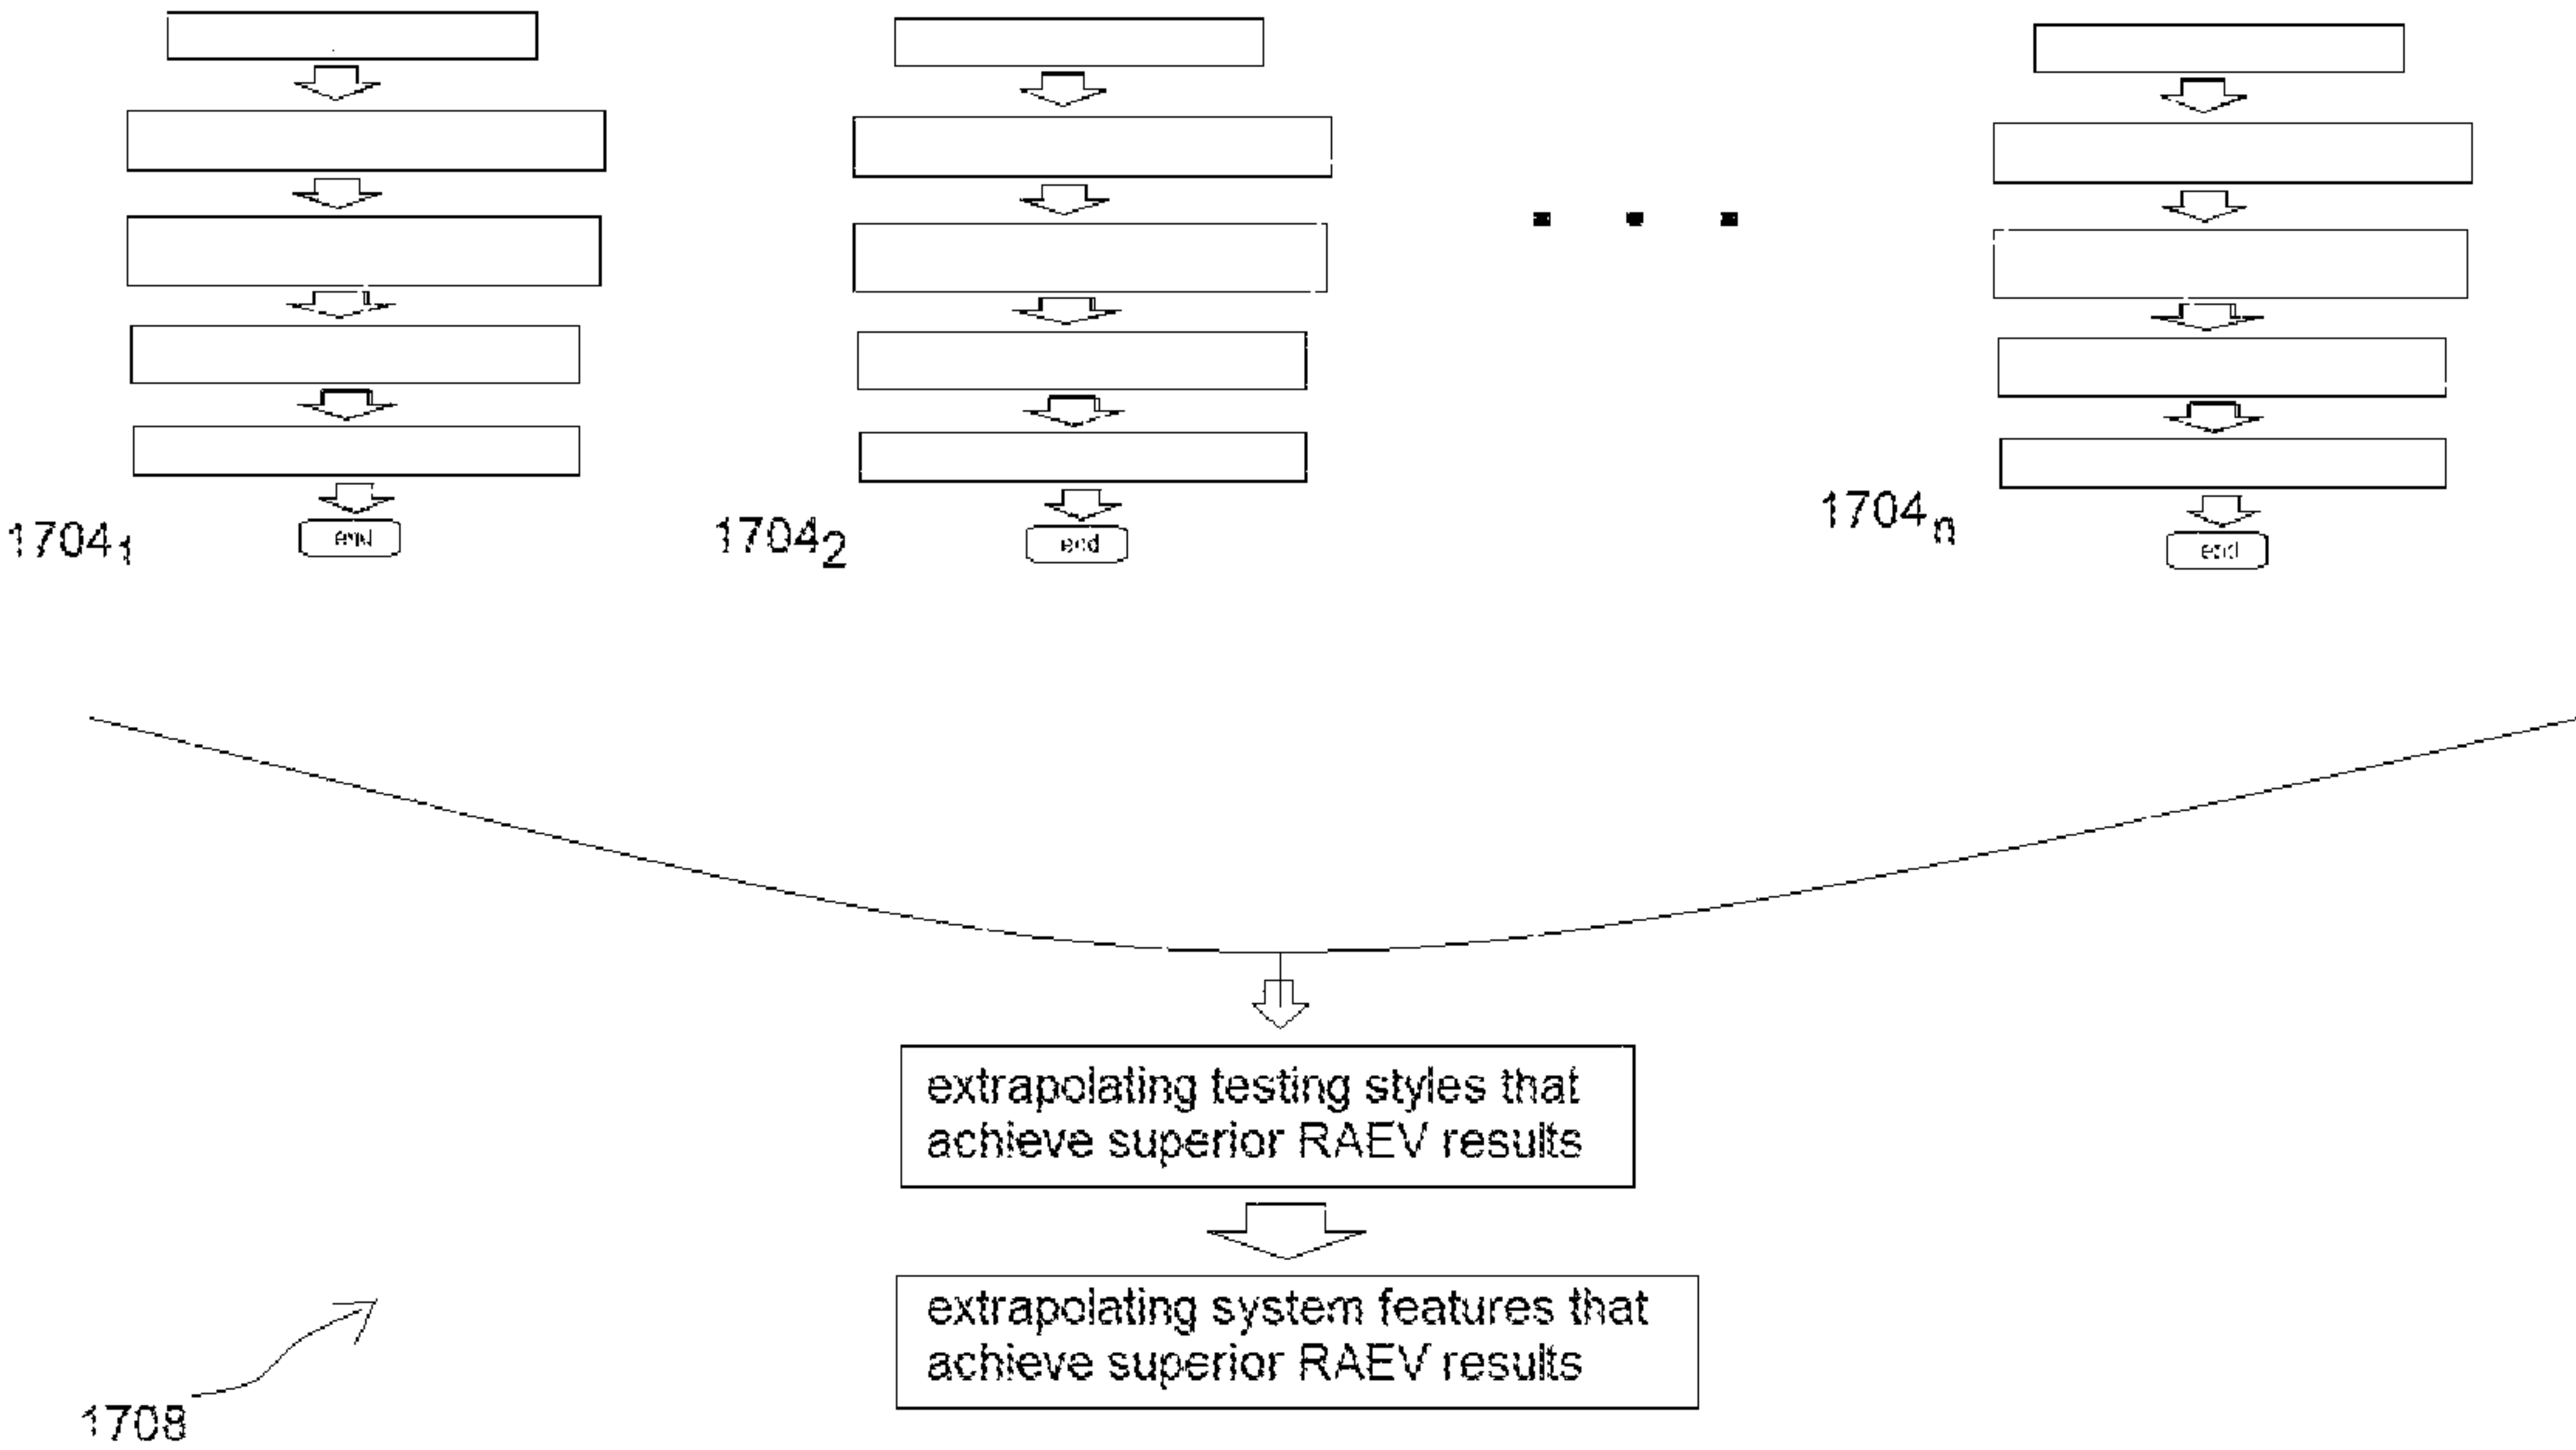 1704₁
end
1704₂
end
1704ₙ
end
extrapolating testing styles that
achieve superior RAEV results
extrapolating system features that
achieve superior RAEV results
1708